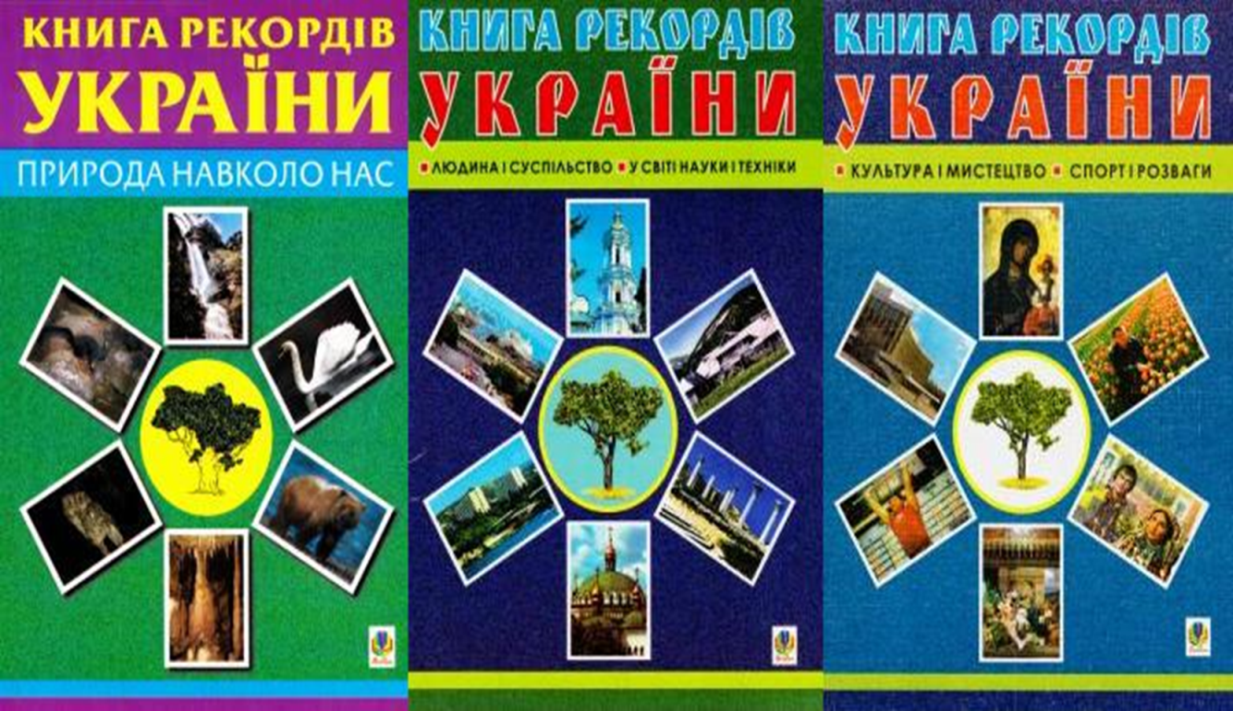 КНИГА РЕКОРДІВ
УКРАЇНИ
ПРИРОДА НАВКОЛО НАС
КНИГА РЕКОРДІВ
УКРАЇНИ
▪ ЛЮДИНА І СУСПІЛЬСТВО ▪ У СВІТІ НАУКИ І ТЕХНІКИ
КНИГА РЕКОРДІВ
УКРАЇНИ
▪ КУЛЬТУРА І МИСТЕЦТВО ▪ СПОРТ І РОЗВАГИ